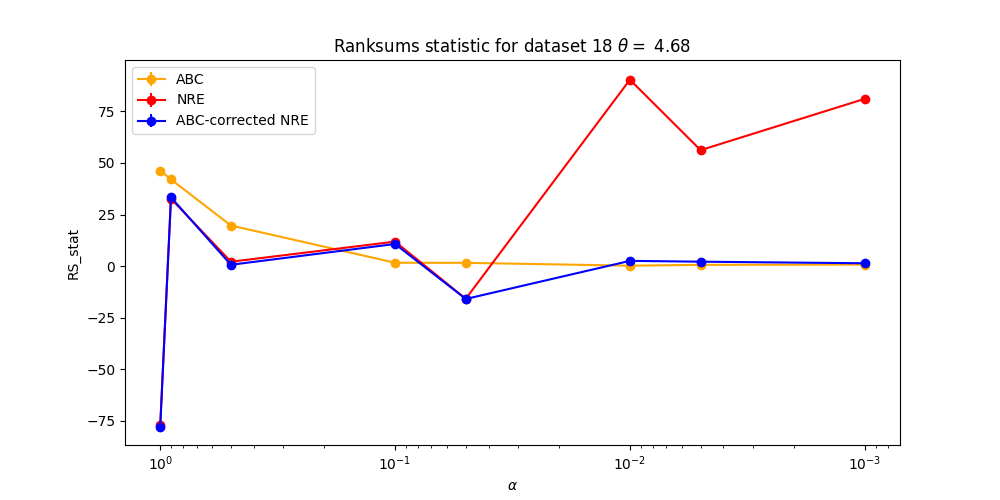 Ranksums statistic for dataset 18 θ = 4.68
ABC
NRE
ABC-corrected NRE
RS_stat
75
50
25
0
−25
−50
−75
10⁰
10⁻¹
10⁻²
10⁻³
α